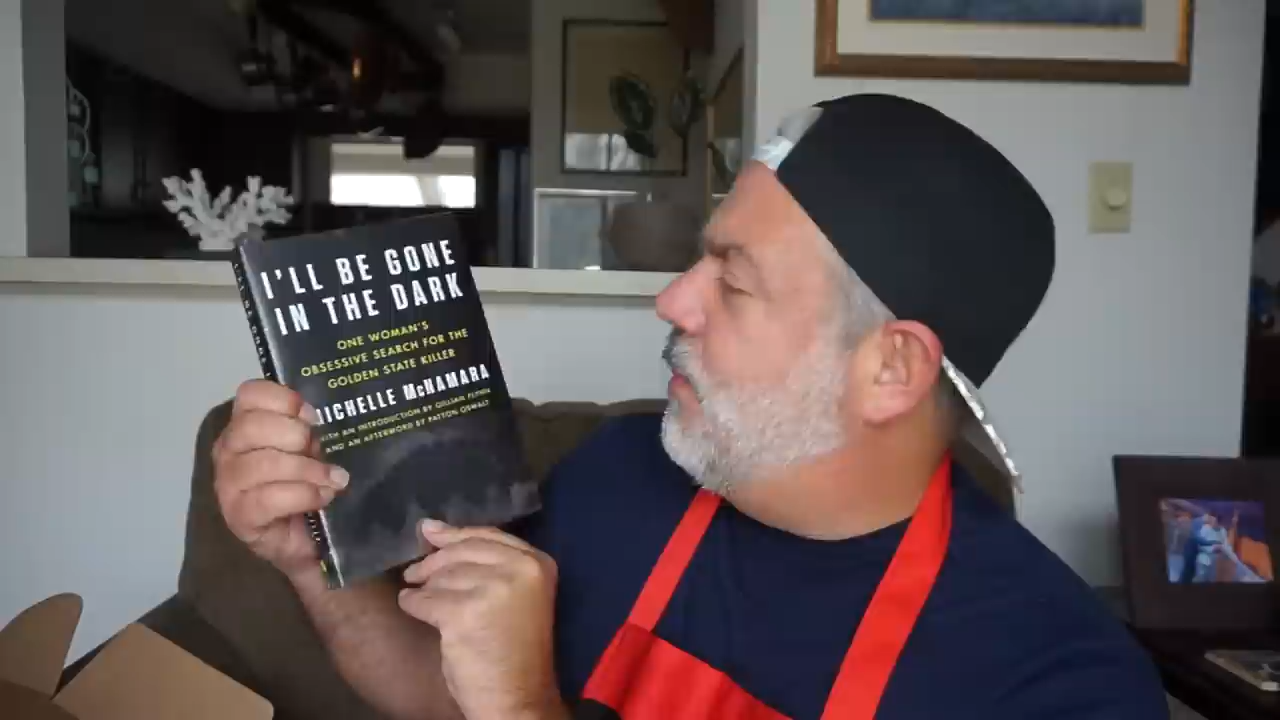 I'LL BE GONE
IN THE DARK
ONE WOMAN'S
OBSESSIVE SEARCH FOR THE
GOLDEN STATE KILLER
MICHELLE McNAMARA
WITH AN INTRODUCTION BY GILLIAN FLYNN
AND AN AFTERWORD BY PATTON OSWALT